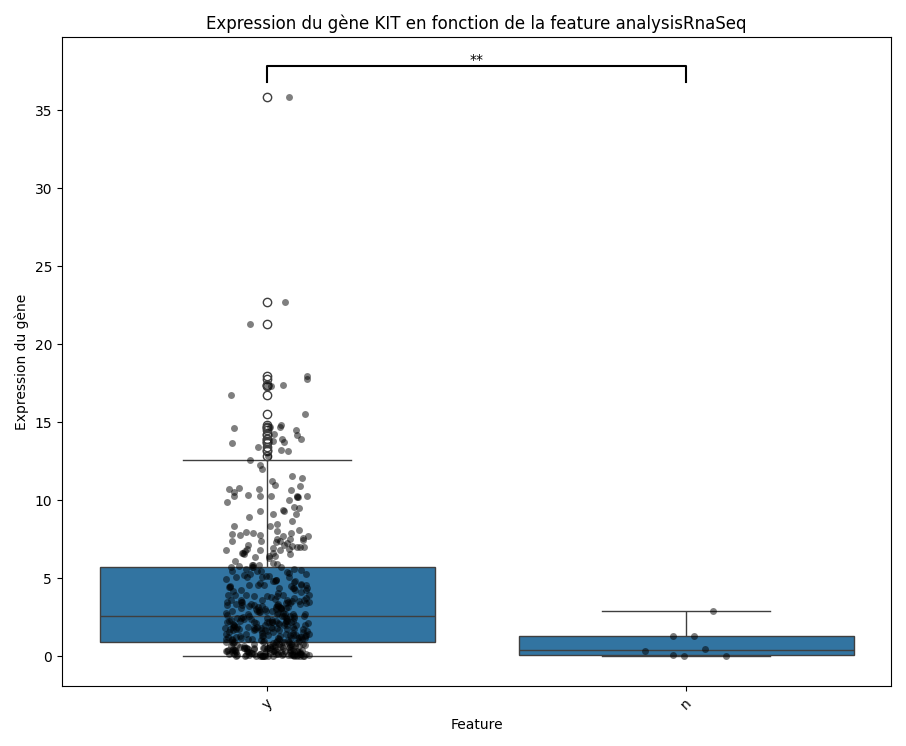 Expression du gène KIT en fonction de la feature analysisRnaSeq
**
35
30
25
20
15
10
5
0
Expression du gène
y
n
Feature